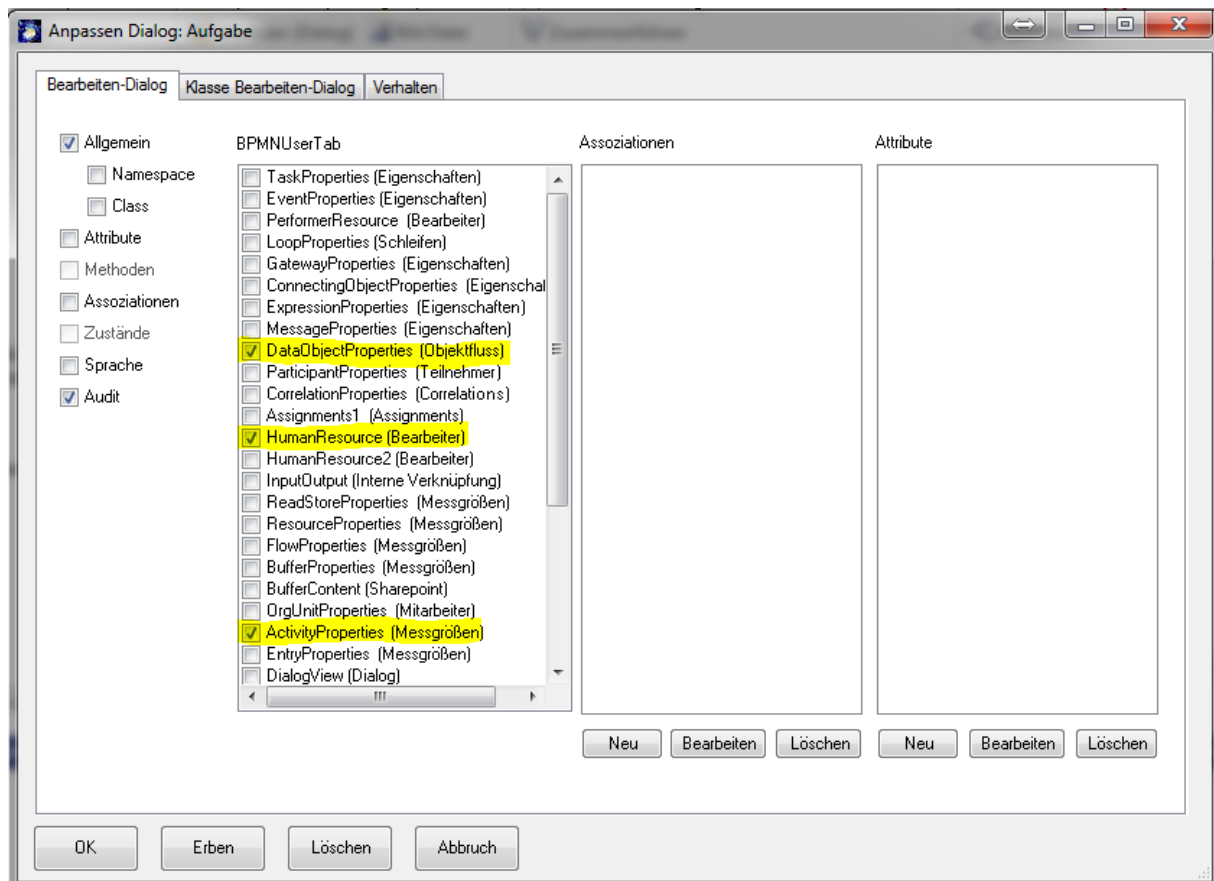 Anpassen Dialog: Aufgabe
Bearbeiten-Dialog
Klasse Bearbeiten-Dialog
Verhalten
Allgemein
Namespace
Class
Attribute
Methoden
Assoziationen
Zustände
Sprache
Audit
BPMNUserTab
TaskProperties (Eigenschaften)
EventProperties (Eigenschaften)
PerformerResource (Bearbeiter)
LoopProperties (Schleifen)
GatewayProperties (Eigenschaften)
ConnectingObjectProperties (Eigenschal
ExpressionProperties (Eigenschaften)
MessageProperties (Eigenschaften)
DataObjectProperties (Objektfluss)
ParticipantProperties (Teilnehmer)
CorrelationProperties (Correlations)
Assignments1 (Assignments)
HumanResource (Bearbeiter)
HumanResource2 (Bearbeiter)
InputOutput (Interne Verknüpfung)
ReadStoreProperties (Messgrößen)
ResourceProperties (Messgrößen)
FlowProperties (Messgrößen)
BufferProperties (Messgrößen)
BufferContent (Sharepoint)
OrgUnitProperties (Mitarbeiter)
ActivityProperties (Messgrößen)
EntryProperties (Messgrößen)
DialogView (Dialog)
Assoziationen
Neu
Bearbeiten
Löschen
Attribute
Neu
Bearbeiten
Löschen
OK
Erben
Löschen
Abbruch